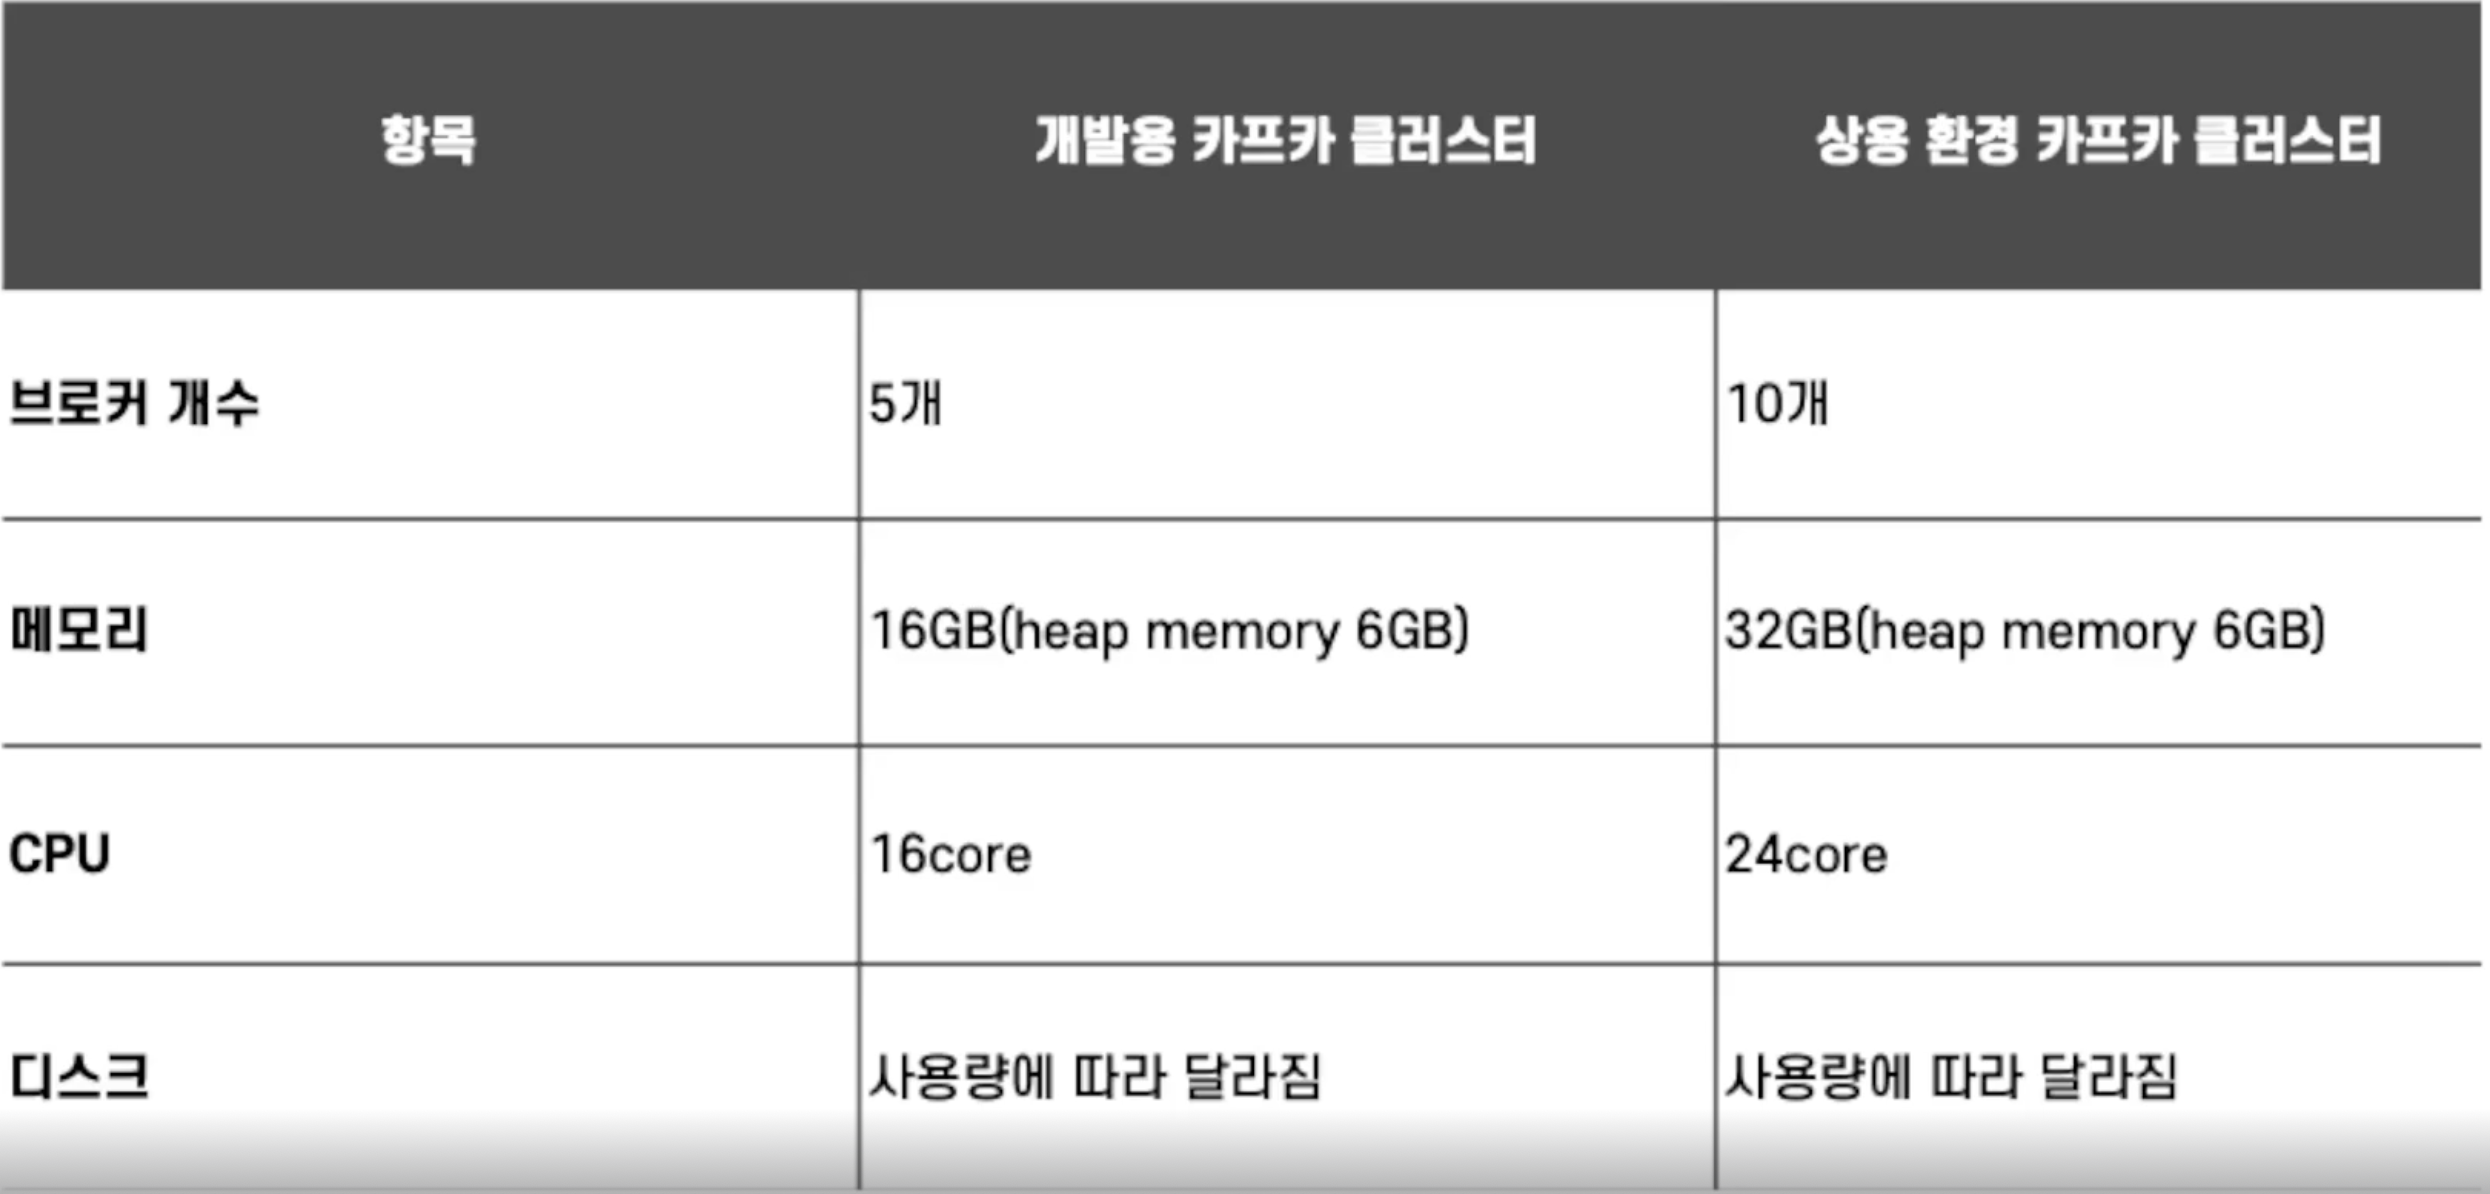 항목 개발용 카프카 클러스터 상용 환경 카프카 클러스터
브로커 개수 5개 10개
메모리 16GB(heap memory 6GB) 32GB(heap memory 6GB)
CPU 16core 24core
디스크 사용량에 따라 달라짐 사용량에 따라 달라짐